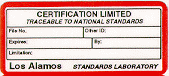 CERTIFICATION LIMITED
TRACEABLE TO NATIONAL STANDARDS
File No. Other ID:
Expires: By:
Limitation:
Los Alamos STANDARDS LABORATORY